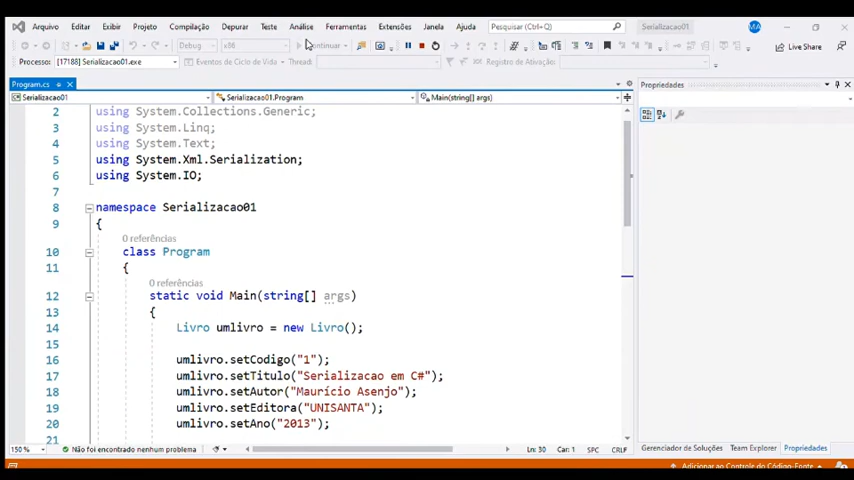 Arquivo Editar Exibir Projeto Compilação Depurar Teste Análise Ferramentas Extensões Janela Ajuda Pesquisar (Ctrl+Q) Serializacao01 MA
Debug x86 Continuar Live Share
Processo: [17188] Serializacao01.exe Eventos de Ciclo de Vida Thread: Registro de Ativação:
Program.cs Propriedades
Serializacao01 Serializacao01.Program Main(string[] args)
2 using System.Collections.Generic;
3 using System.Linq;
4 using System.Text;
5 using System.Xml.Serialization;
6 using System.IO;
7
8 namespace Serializacao01
9 {
0 referências
10 class Program
11 {
0 referências
12 static void Main(string[] args)
13 {
14 Livro umlivro = new Livro();
15
16 umlivro.setCodigo("1");
17 umlivro.setTitulo("Serializacao em C#");
18 umlivro.setAutor("Maurício Asenjo");
19 umlivro.setEditora("UNISANTA");
20 umlivro.setAno("2013");
21
150 % Não foi encontrado nenhum problema Ln: 30 Car: 1 SPC CRLF
Gerenciador de Soluções Team Explorer Propriedades
Adicionar ao Controle do Código-Fonte